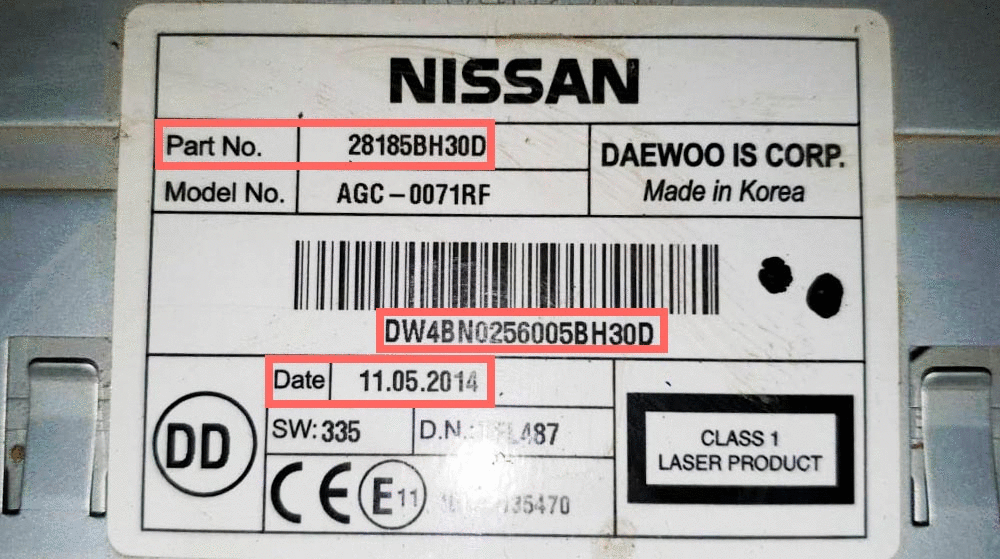 NISSAN
Part No. 28185BH30D
DAEWOO IS CORP.
Made in Korea
Model No. AGC-0071RF
DW4BN0256005BH30D
Date 11.05.2014
DD
SW: 335
D.N.:
CE E11
35470
CLASS 1
LASER PRODUCT